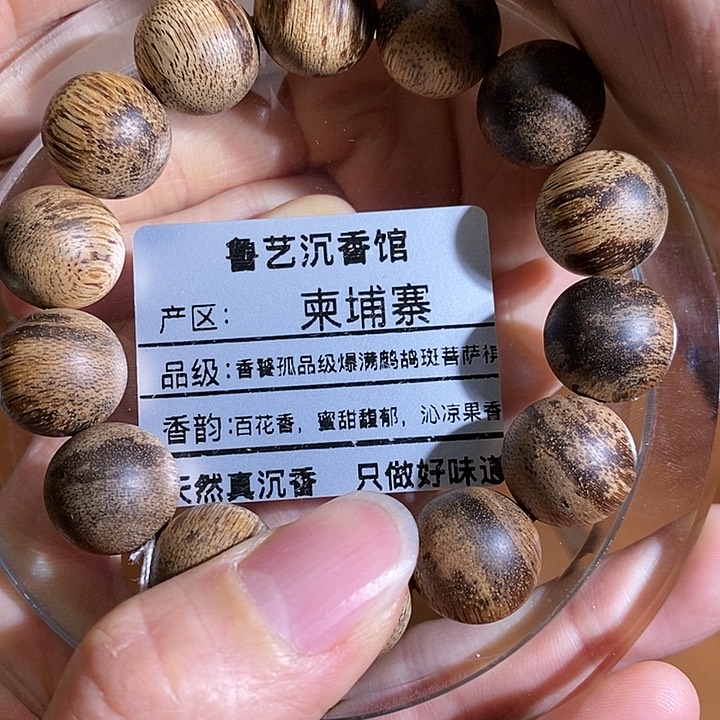 鲁艺沉香馆
产区：柬埔寨
品级：香饕孤品级爆满鹧鸪斑菩萨棋
香韵：百花香，蜜甜馥郁，沁凉果香
天然真沉香 只做好味道